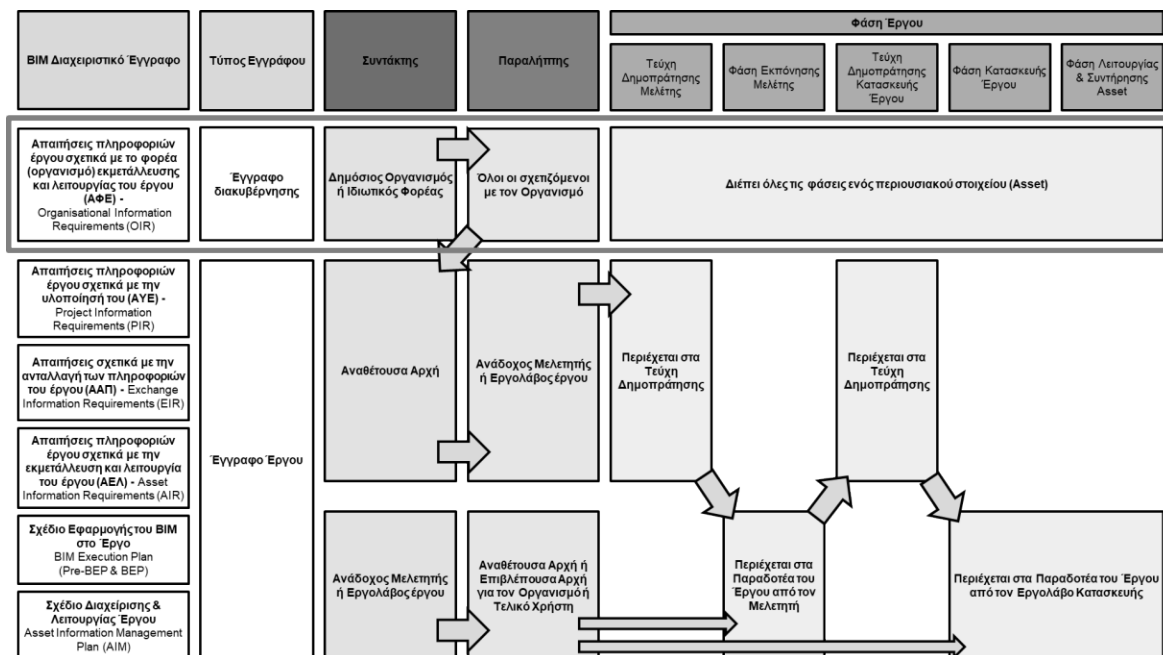 BIM Διαχειριστικό Έγγραφο
Τύπος Εγγράφου
Συντάκτης
Παραλήπτης
Φάση Έργου
Τεύχη
Δημοπράτησης
Μελέτης
Φάση Εκπόνησης
Μελέτης
Τεύχη
Δημοπράτησης
Κατασκευής
Έργου
Φάση Κατασκευής
Έργου
Φάση Λειτουργίας
& Συντήρησης
Asset
Απαιτήσεις πληροφοριών
έργου σχετικά με το φορέα
(οργανισμό) εκμετάλλευσης
και λειτουργίας του έργου
(ΑΦΕ) -
Organisational Information
Requirements (OIR)
Έγγραφο
διακυβέρνησης
Δημόσιος Οργανισμός
ή Ιδιωτικός Φορέας
Όλοι οι σχετιζόμενοι
με τον Οργανισμό
Διέπει όλες τις φάσεις ενός περιουσιακού στοιχείου (Asset)
Απαιτήσεις πληροφοριών
έργου σχετικά με την
υλοποίησή του (ΑΥΕ) -
Project Information
Requirements (PIR)
Απαιτήσεις σχετικά με την
ανταλλαγή των πληροφοριών
του έργου (ΑΑΠ) - Exchange
Information Requirements (EIR)
Απαιτήσεις πληροφοριών
έργου σχετικά με την
εκμετάλλευση και λειτουργία
του έργου (ΑΕΛ) - Asset
Information Requirements (AIR)
Έγγραφο Έργου
Αναθέτουσα Αρχή
Ανάδοχος Μελετητής
ή Εργολάβος έργου
Περιέχεται στα
Τεύχη
Δημοπράτησης
Περιέχεται στα
Τεύχη
Δημοπράτησης
Σχέδιο Εφαρμογής του BIM
στο Έργο
BIM Execution Plan
(Pre-BEP & BEP)
Σχέδιο Διαχείρισης &
Λειτουργίας Έργου
Asset Information Management
Plan (AIM)
Ανάδοχος Μελετητής
ή Εργολάβος έργου
Αναθέτουσα Αρχή ή
Επιβλέπουσα Αρχή
για τον Οργανισμό ή
Τελικό Χρήστη
Περιέχεται στα
Παραδοτέα του
Έργου από τον
Μελετητή
Περιέχεται στα Παραδοτέα του Έργου
από τον Εργολάβο Κατασκευής